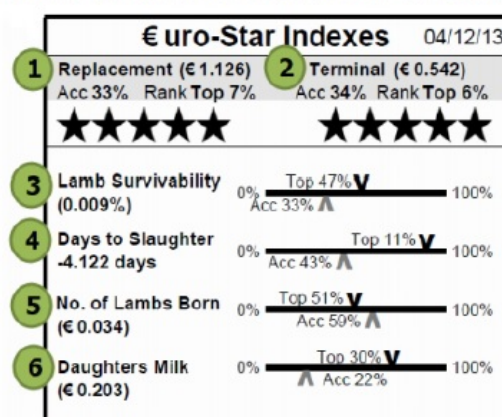 €uro-Star Indexes 04/12/13
1 Replacement (€1.126) 2 Terminal (€0.542)
Acc 33% Rank Top 7% Acc 34% Rank Top 6%
3 Lamb Survivability 0% Top 47% 100%
(0.009%) Acc 33%
4 Days to Slaughter 0% Top 11% 100%
-4.122 days Acc 43%
5 No. of Lambs Born 0% Top 51% 100%
(€0.034) Acc 59%
6 Daughters Milk 0% Top 30% 100%
(€0.203) Acc 22%